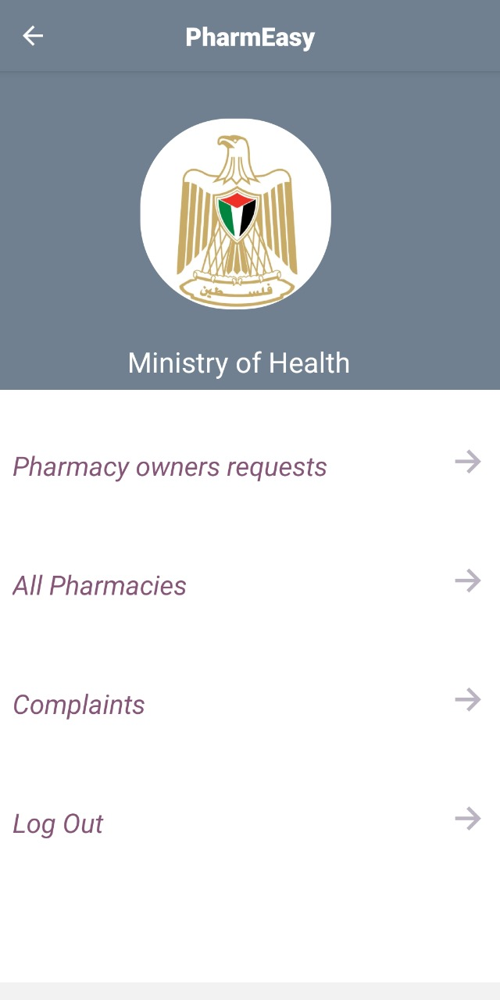 PharmEasy
فلسطين
Ministry of Health
Pharmacy owners requests
All Pharmacies
Complaints
Log Out